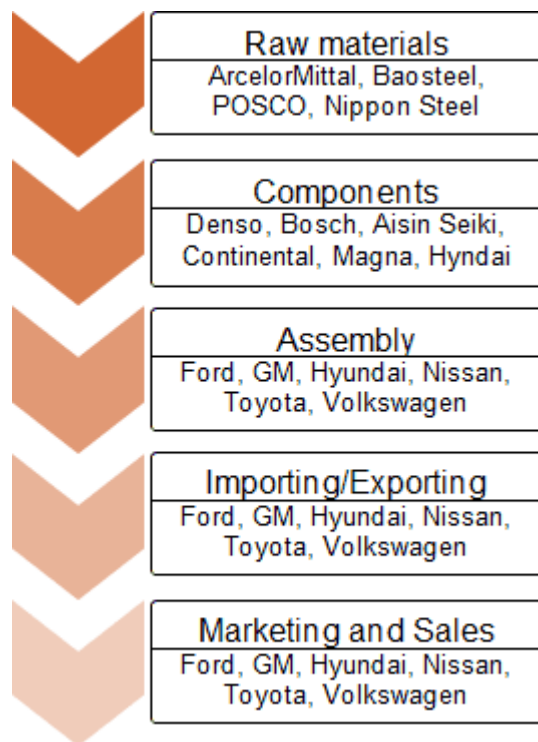 Raw materials
ArcelorMittal, Baosteel,
POSCO, Nippon Steel
Components
Denso, Bosch, Aisin Seiki,
Continental, Magna, Hyndai
Assembly
Ford, GM, Hyundai, Nissan,
Toyota, Volkswagen
Importing/Exporting
Ford, GM, Hyundai, Nissan,
Toyota, Volkswagen
Marketing and Sales
Ford, GM, Hyundai, Nissan,
Toyota, Volkswagen